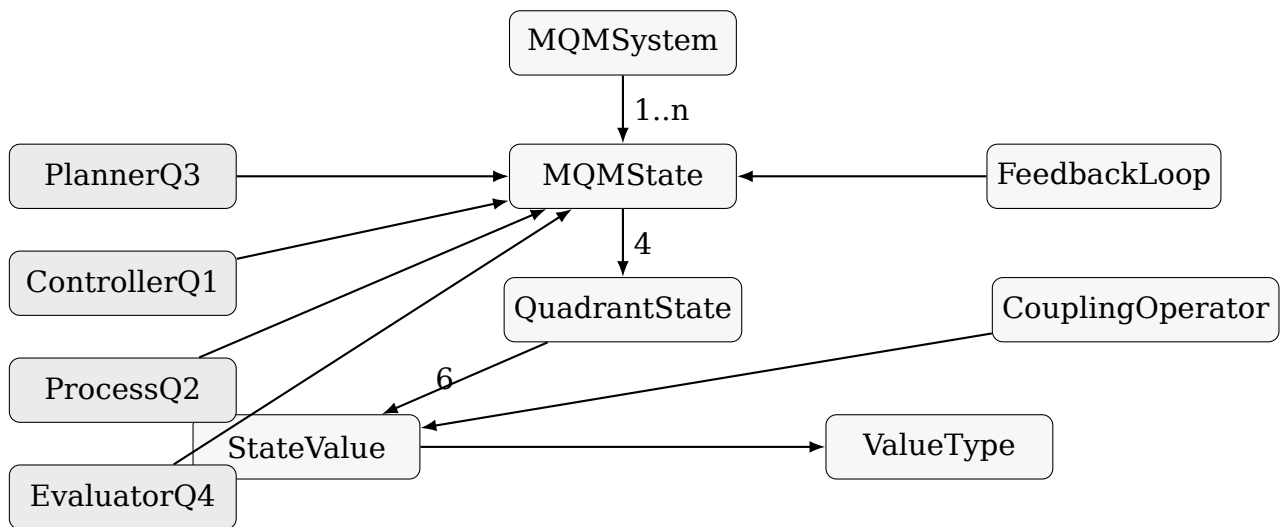 MQMSystem
1..n
PlannerQ3
MQMState
FeedbackLoop
4
ControllerQ1
QuadrantState
CouplingOperator
6
ProcessQ2
StateValue
ValueType
EvaluatorQ4